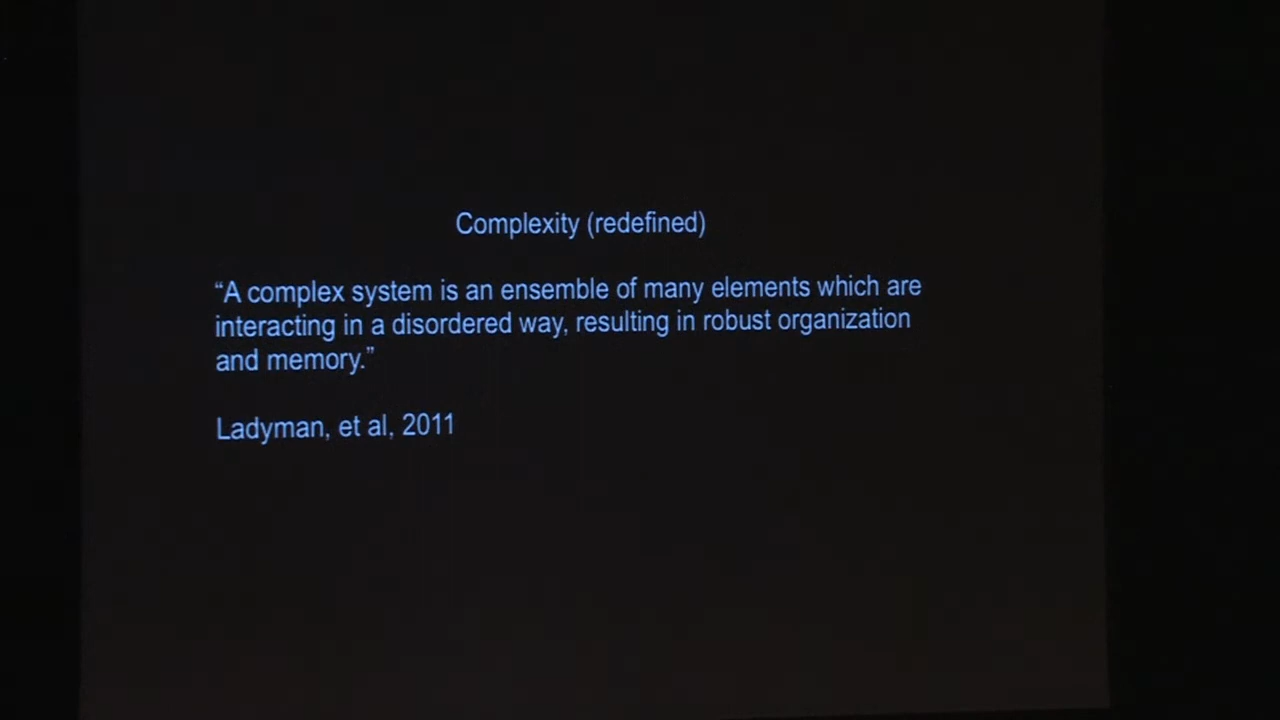 Complexity (redefined)
“A complex system is an ensemble of many elements which are
interacting in a disordered way, resulting in robust organization
and memory.”
Ladyman, et al, 2011